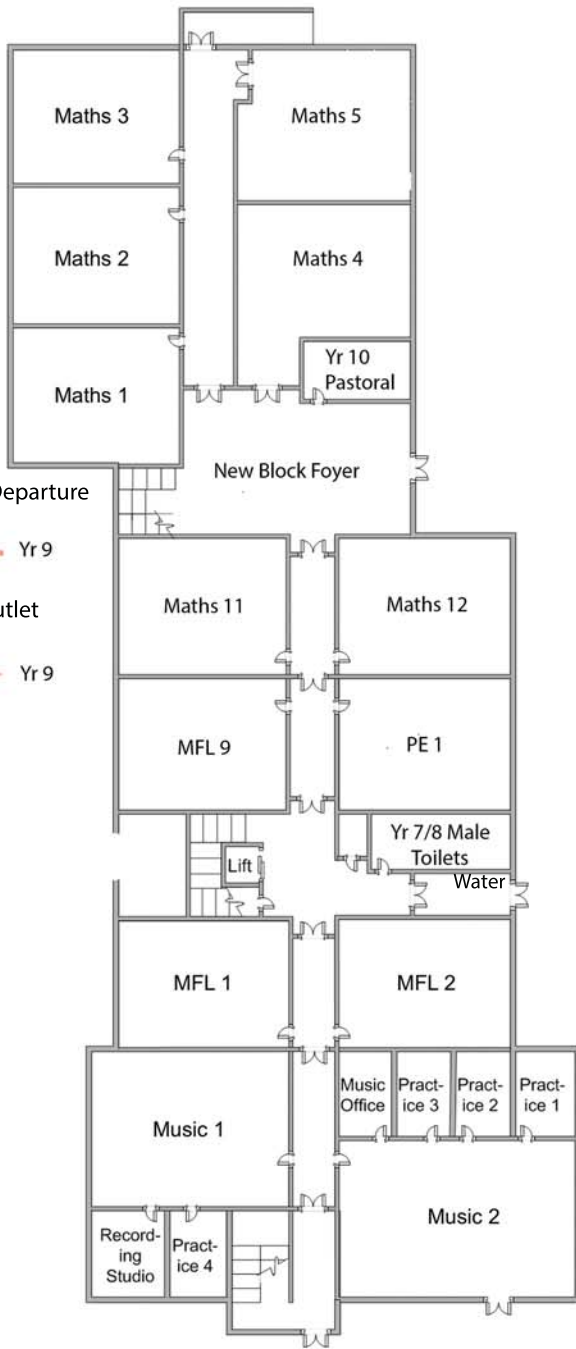 Maths 3
Maths 5
Maths 2
Maths 4
Yr 10
Pastoral
Maths 1
New Block Foyer
Departure
Yr 9
Maths 11
Maths 12
Yr 9
MFL 9
PE 1
Yr 7/8 Male
Toilets
Lift
Water
MFL 1
MFL 2
Music
Office
Pract-
ice 3
Pract-
ice 2
Pract-
ice 1
Music 1
Music 2
Record-
ing
Studio
Pract-
ice 4